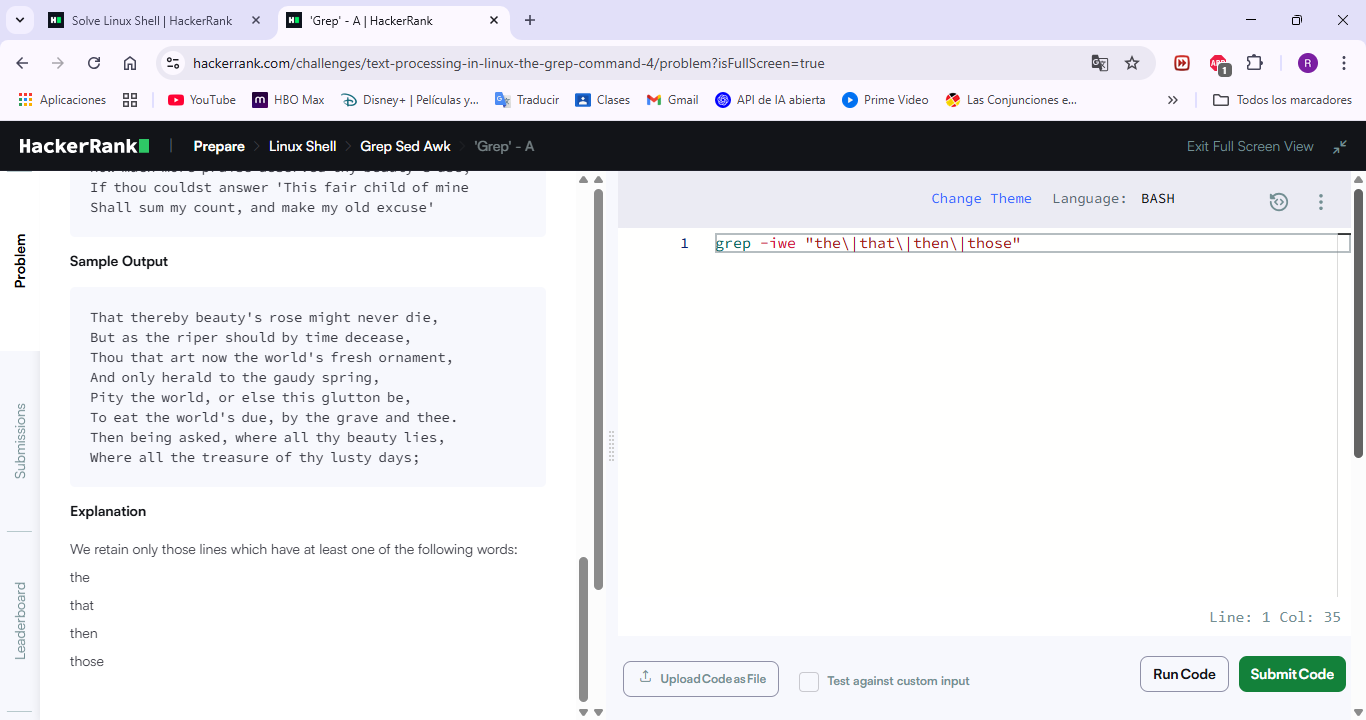 Solve Linux Shell | HackerRank
'Grep' - A | HackerRank
hackerrank.com/challenges/text-processing-in-linux-the-grep-command-4/problem?isFullScreen=true
1
R
Aplicaciones
YouTube
HBO Max
Disney+ | Películas y...
Traducir
Clases
Gmail
API de IA abierta
Prime Video
Las Conjunciones e...
Todos los marcadores
HackerRank
Prepare
Linux Shell
Grep Sed Awk
'Grep' - A
Exit Full Screen View
Problem
Submissions
Leaderboard
If thou couldst answer 'This fair child of mine
Shall sum my count, and make my old excuse'
Sample Output
That thereby beauty's rose might never die,
But as the riper should by time decease,
Thou that art now the world's fresh ornament,
And only herald to the gaudy spring,
Pity the world, or else this glutton be,
To eat the world's due, by the grave and thee.
Then being asked, where all thy beauty lies,
Where all the treasure of thy lusty days;
Explanation
We retain only those lines which have at least one of the following words:
the
that
then
those
Change Theme
Language: BASH
1 grep -iwe "the\|that\|then\|those"
Line: 1 Col: 35
Upload Code as File
Test against custom input
Run Code
Submit Code